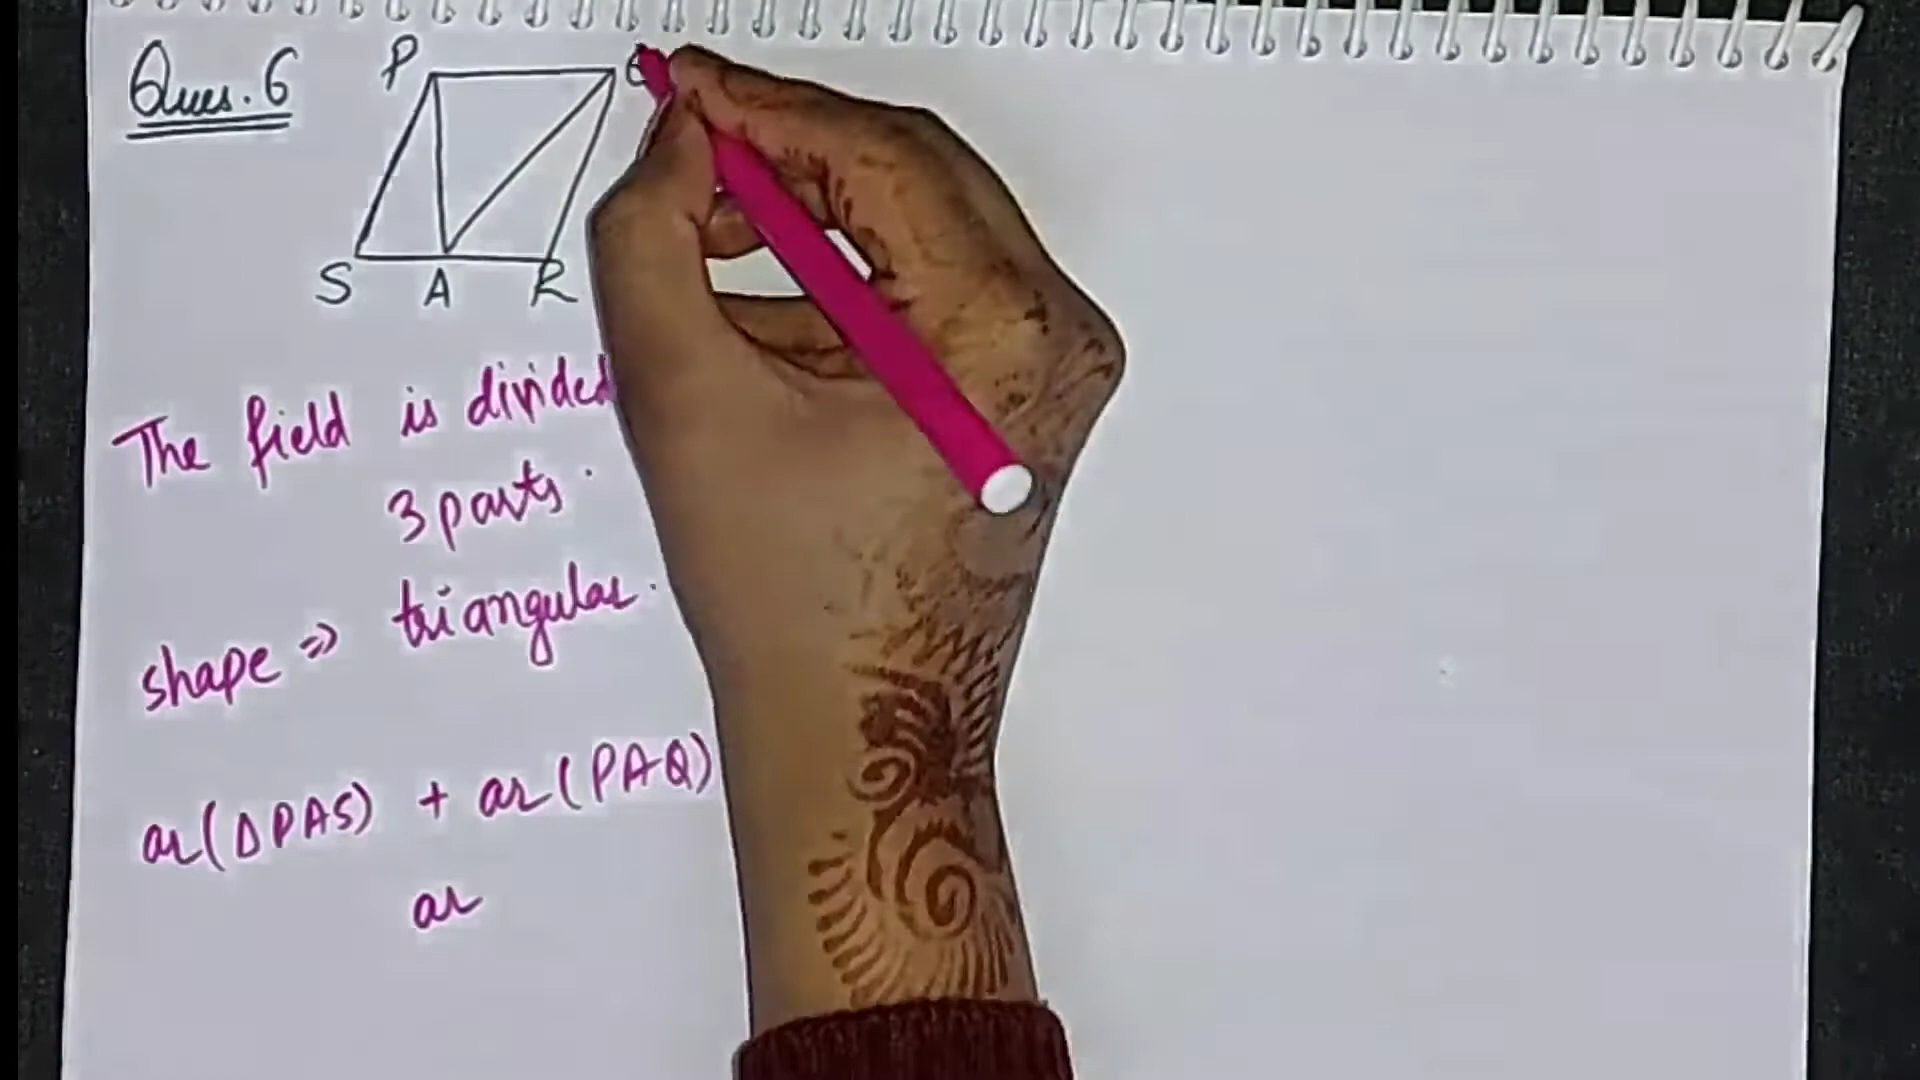 Ques. 6
P
S A R
The field is divided
3 parts.
shape => triangular.
ar(ΔPAS) + ar(PAQ)
ar